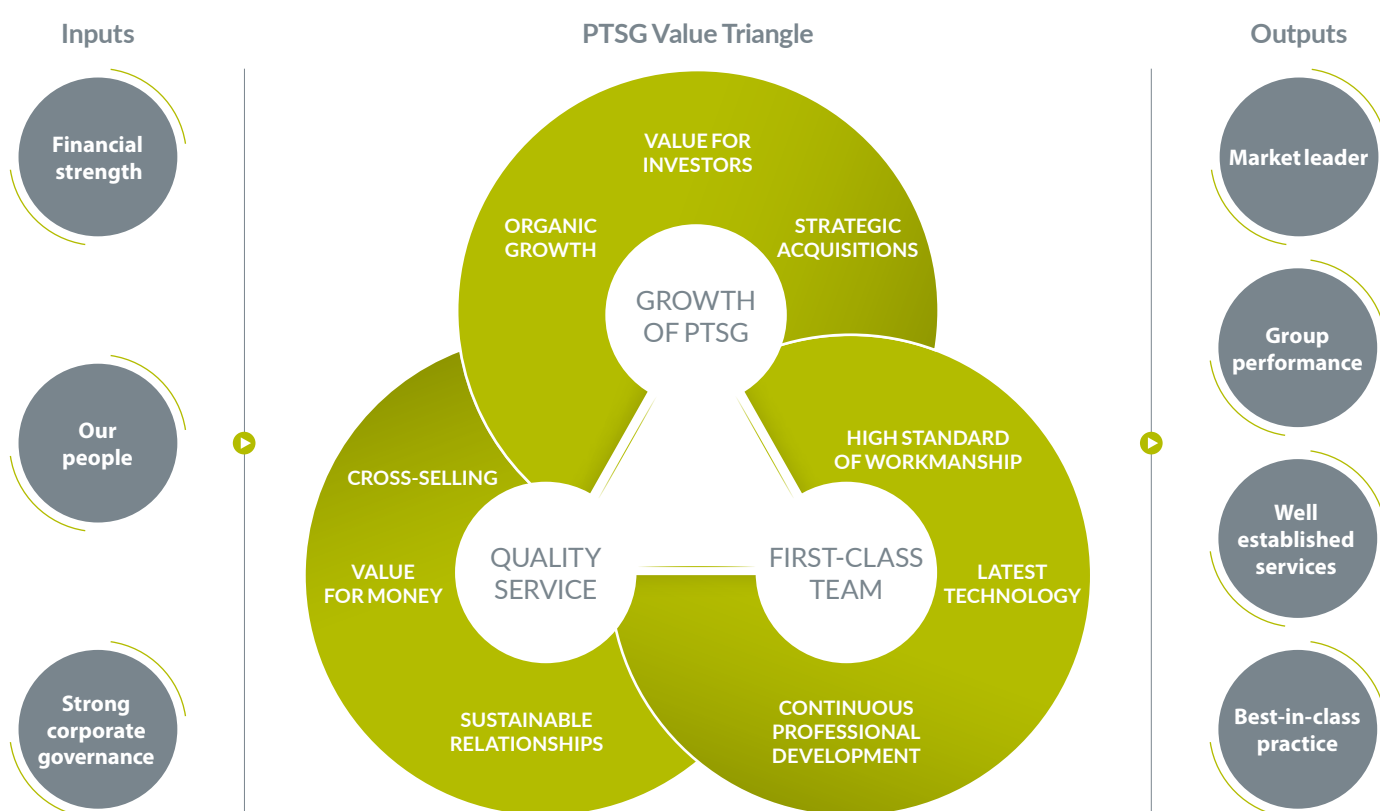 Inputs
PTSG Value Triangle
Outputs
Financial
strength
Our
people
Strong
corporate
governance
VALUE FOR
INVESTORS
ORGANIC
GROWTH
STRATEGIC
ACQUISITIONS
GROWTH
OF PTSG
CROSS-SELLING
VALUE
FOR MONEY
SUSTAINABLE
RELATIONSHIPS
QUALITY
SERVICE
HIGH STANDARD
OF WORKMANSHIP
FIRST-CLASS
TEAM
LATEST
TECHNOLOGY
CONTINUOUS
PROFESSIONAL
DEVELOPMENT
Market leader
Group
performance
Well
established
services
Best-in-class
practice